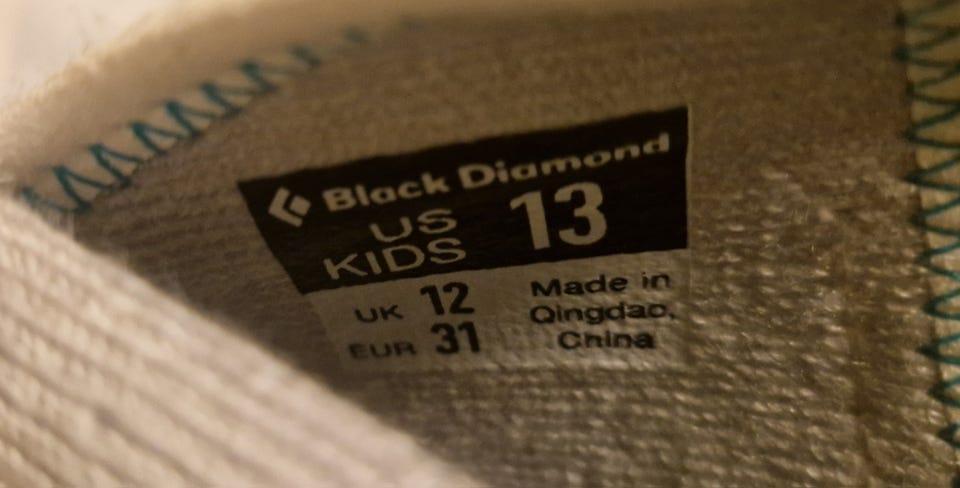 Black Diamond
US KIDS 13
UK 12
EUR 31
Made in
Qingdao,
China